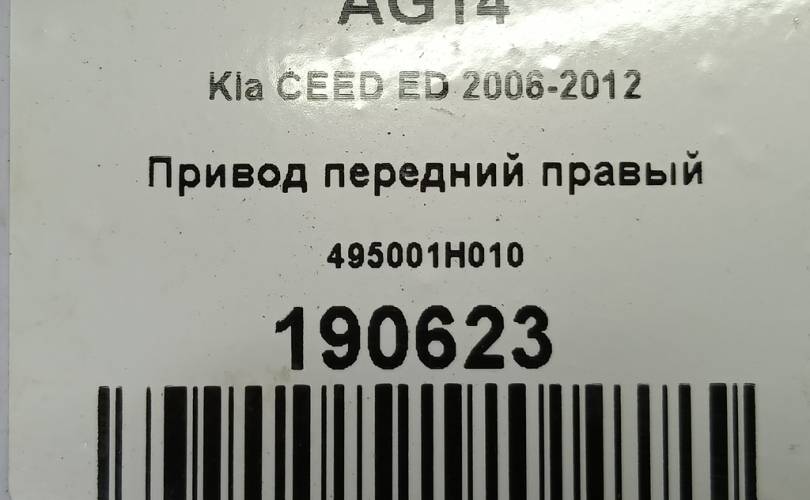 AG14
Kia CEED ED 2006-2012
Привод передний правый
495001H010
190623